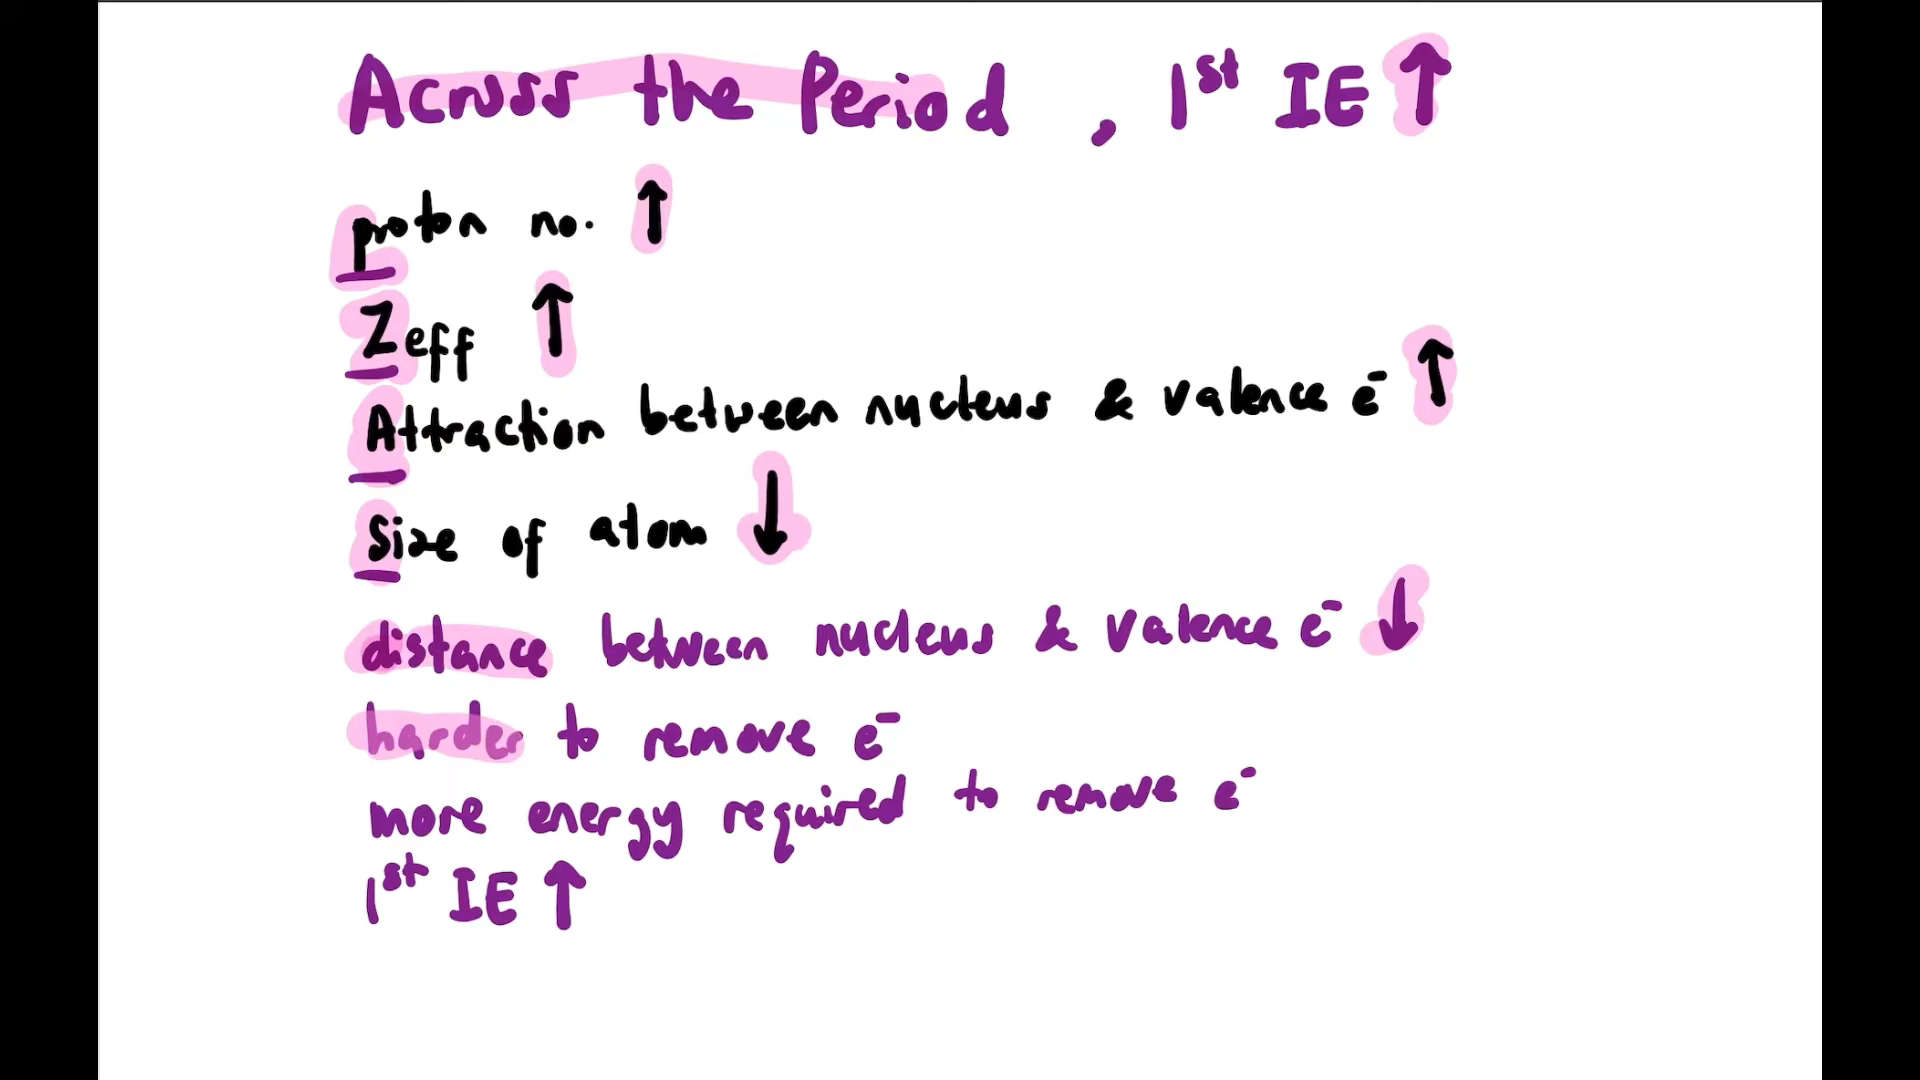 Across the Period, 1st IE ↑
proton no. ↑
Zeff ↑
Attraction between nucleus & valence e⁻ ↑
Size of atom ↓
distance between nucleus & valence e⁻ ↓
harder to remove e⁻
more energy required to remove e⁻
1st IE ↑